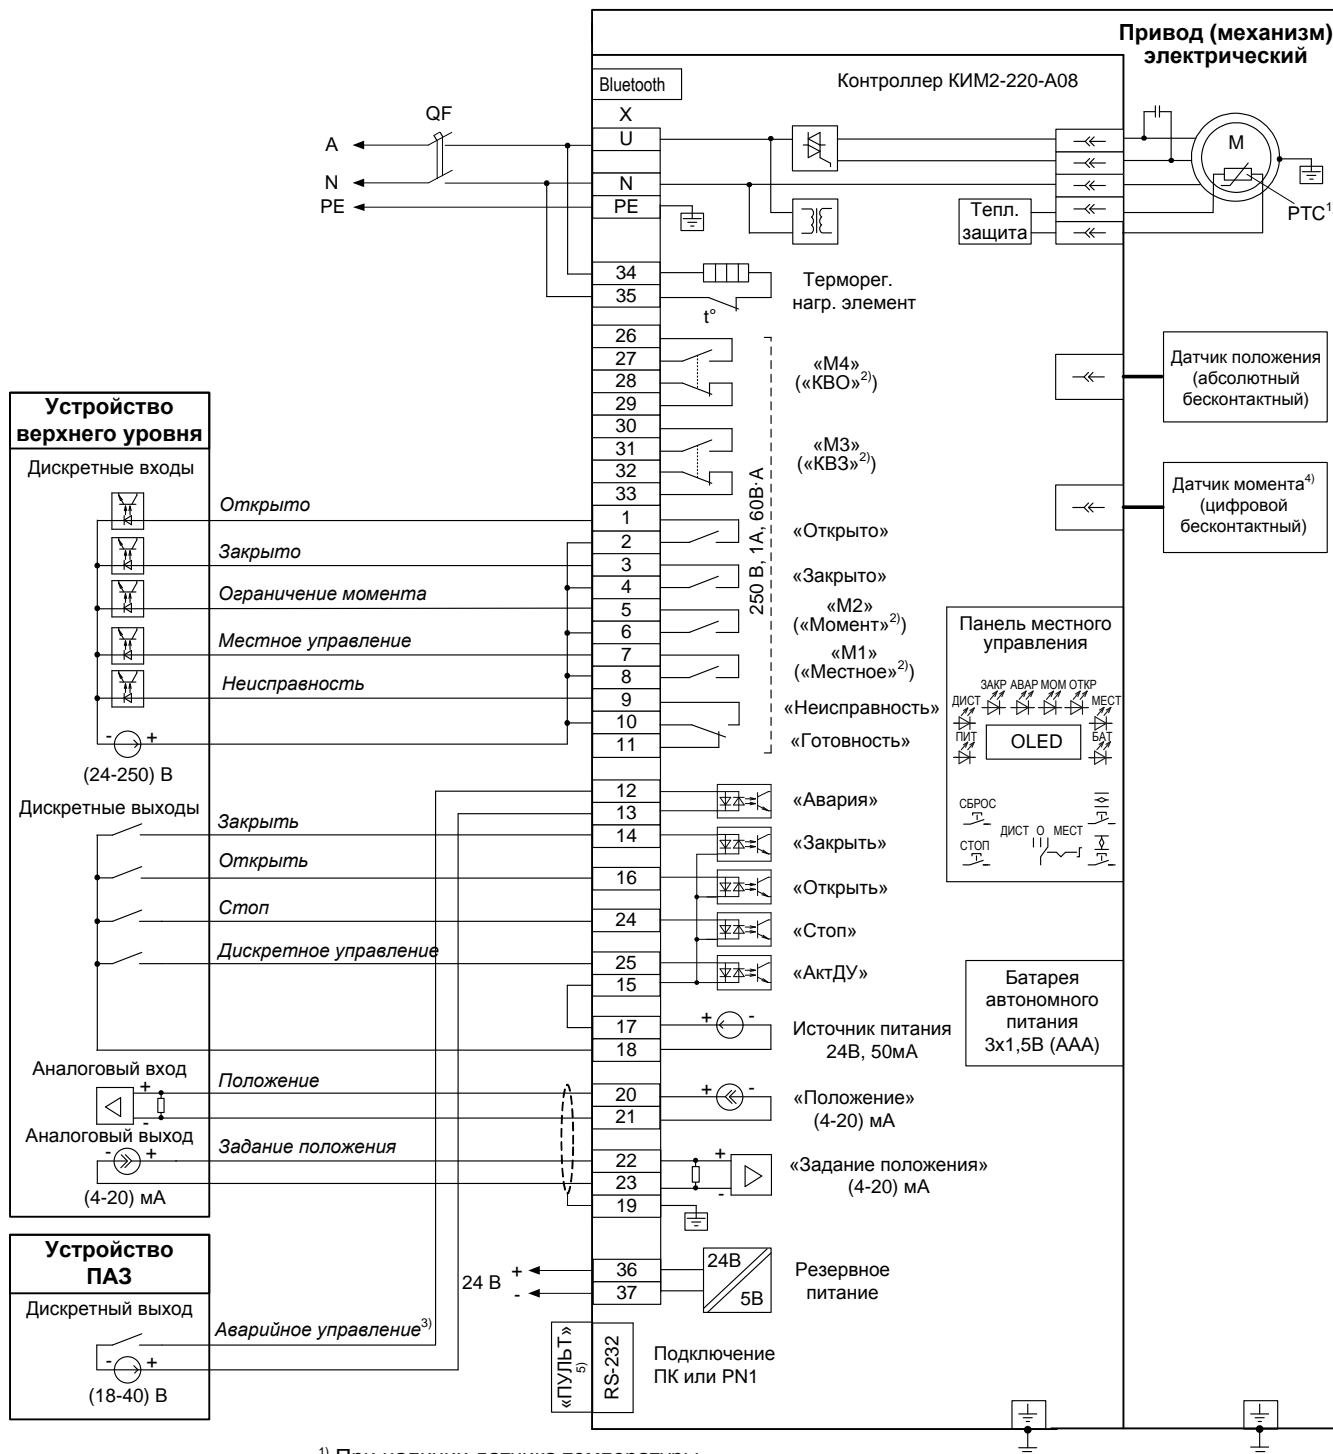 Привод (механизм)
электрический
Bluetooth
Контроллер КИМ2-220-А08
X
QF
A
U
M
N
N
PE
PE
Тепл.
защита
PTC¹⁾
34
35
t°
Терморег.
нагр. элемент
26
27
28
29
«М4»
(«КВО»²⁾)
30
31
32
33
«М3»
(«КВЗ»²⁾)
250 В, 1А, 60В·А
Датчик положения
(абсолютный
бесконтактный)
Датчик момента⁴⁾
(цифровой
бесконтактный)
Устройство
верхнего уровня
Дискретные входы
Открыто
1
2
«Открыто»
Закрыто
3
4
«Закрыто»
Ограничение момента
5
6
«М2»
(«Момент»²⁾)
Местное управление
7
8
«М1»
(«Местное»²⁾)
Неисправность
9
10
11
«Неисправность»
«Готовность»
- +
(24-250) В
Панель местного
управления
ЗАКР АВАР МОМ ОТКР
ДИСТ
МЕСТ
ПИТ
OLED
БАТ
СБРОС
ДИСТ О МЕСТ
СТОП
Дискретные выходы
12
13
«Авария»
Закрыть
14
«Закрыть»
Открыть
16
«Открыть»
Стоп
24
«Стоп»
Дискретное управление
25
15
«АктДУ»
17
18
+ -
Источник питания
24В, 50мА
Батарея
автономного
питания
3х1,5В (ААА)
Аналоговый вход
+
-
Положение
20
21
+ -
«Положение»
(4-20) мА
Аналоговый выход
- +
(4-20) мА
Задание положения
22
23
19
+
-
«Задание положения»
(4-20) мА
Устройство
ПАЗ
Дискретный выход
- +
(18-40) В
Аварийное управление³⁾
24 В
+
-
36
37
24В
5В
Резервное
питание
«ПУЛЬТ»
5)
RS-232
Подключение
ПК или PN1
¹⁾ При наличии датчика температуры